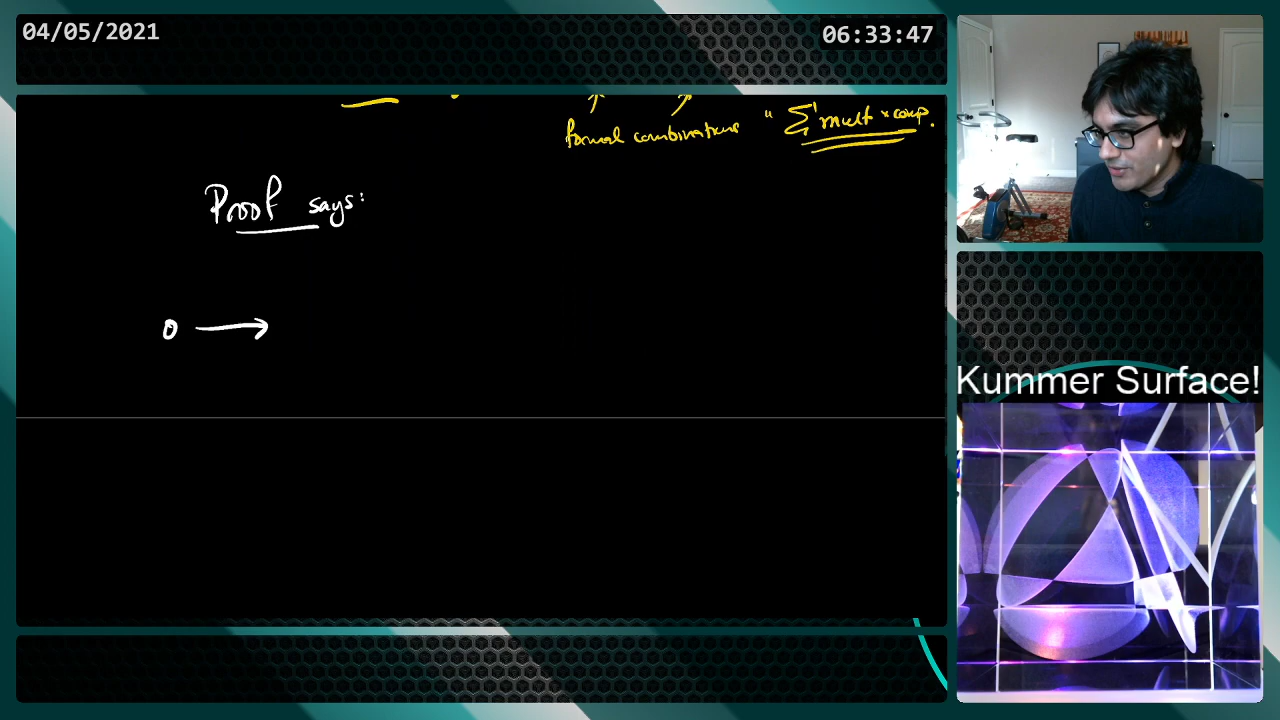 04/05/2021
06:33:47
formal combinations " Σ mult × comp.
Proof says:
0 →
Kummer Surface!